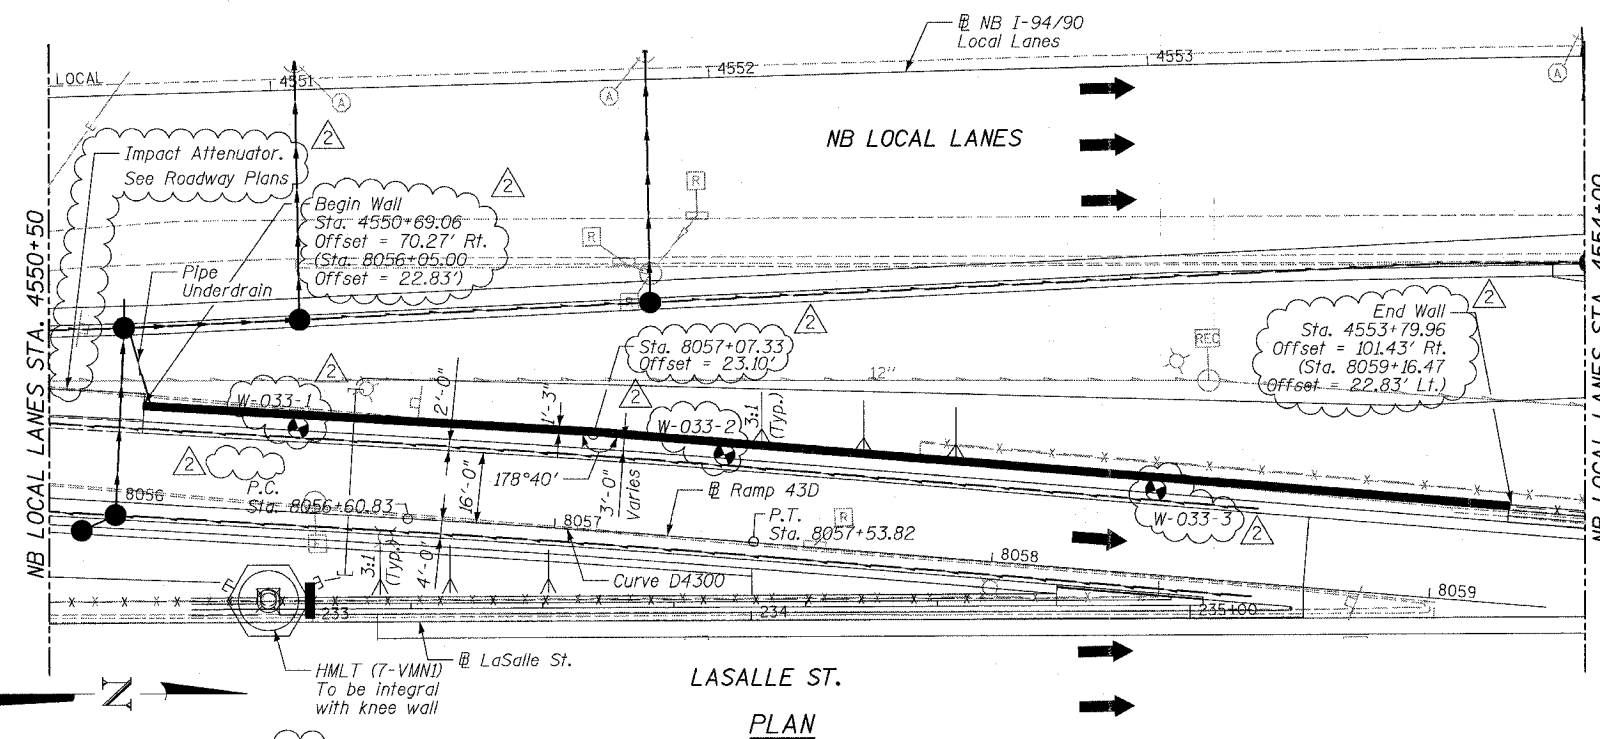 ℄ NB I-94/90
Local Lanes
LOCAL
4551
4552
4553
A
A
A
NB LOCAL LANES
2
Impact Attenuator.
See Roadway Plans
2
Begin Wall
Sta. 4550+69.06
Offset = 70.27' Rt.
(Sta. 8056+05.00
Offset = 22.83')
R
R
Pipe
Underdrain
NB LOCAL LANES STA. 4550+50
NB LOCAL LANES STA. 4554+00
2
End Wall
Sta. 4553+79.96
Offset = 101.43' Rt.
(Sta. 8059+16.47
Offset = 22.83' Lt.)
2
Sta. 8057+07.33
Offset = 23.10'
REC
12"
2
2
W-033-1
2'-0"
1'-3"
W-033-2
3:1
(Typ.)
2
P.C.
Sta. 8056+60.83
8056
16'-0"
178°40'
3'-0"
Varies
℄ Ramp 43D
8057
P.T.
Sta. 8057+53.82
R
W-033-3
2
8058
3:1
(Typ.)
4'-0"
Curve D4300
8059
233
234
235+00
HMLT (7-VMN1)
To be integral
with knee wall
℄ LaSalle St.
LASALLE ST.
N
PLAN